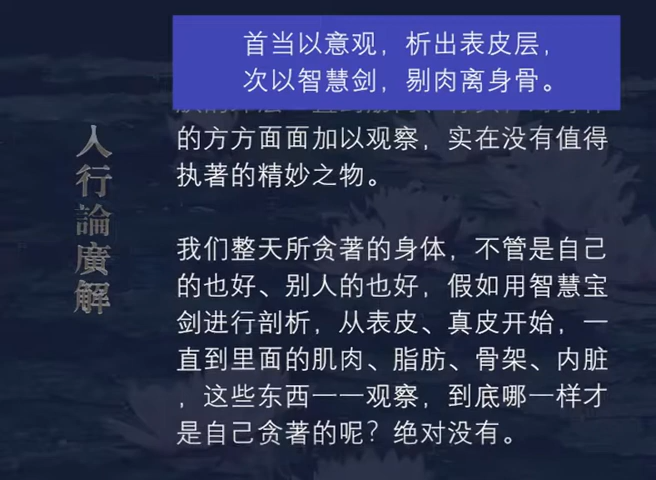 首当以意观，析出表皮层，
次以智慧剑，剔肉离身骨。
的方方面面加以观察，实在没有值得
执著的精妙之物。
我们整天所贪著的身体，不管是自己
的也好、别人的也好，假如用智慧宝
剑进行剖析，从表皮、真皮开始，一
直到里面的肌肉、脂肪、骨架、内脏
，这些东西一一观察，到底哪一样才
是自己贪著的呢？绝对没有。
入行論廣解